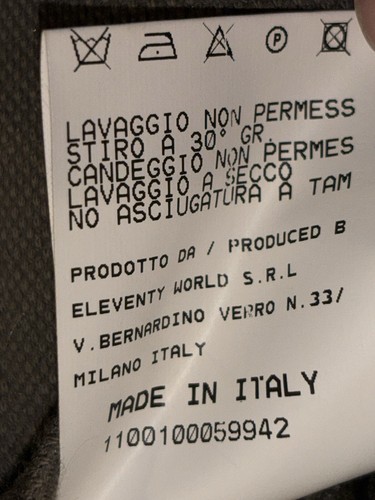 P
LAVAGGIO NON PERMESS
STIRO A 30° GR.
CANDEGGIO NON PERMES
LAVAGGIO A SECCO
NO ASCIUGATURA A TAM
PRODOTTO DA / PRODUCED B
ELEVENTY WORLD S.R.L
V.BERNARDINO VERRO N.33/
MILANO ITALY
MADE IN ITALY
1100100059942